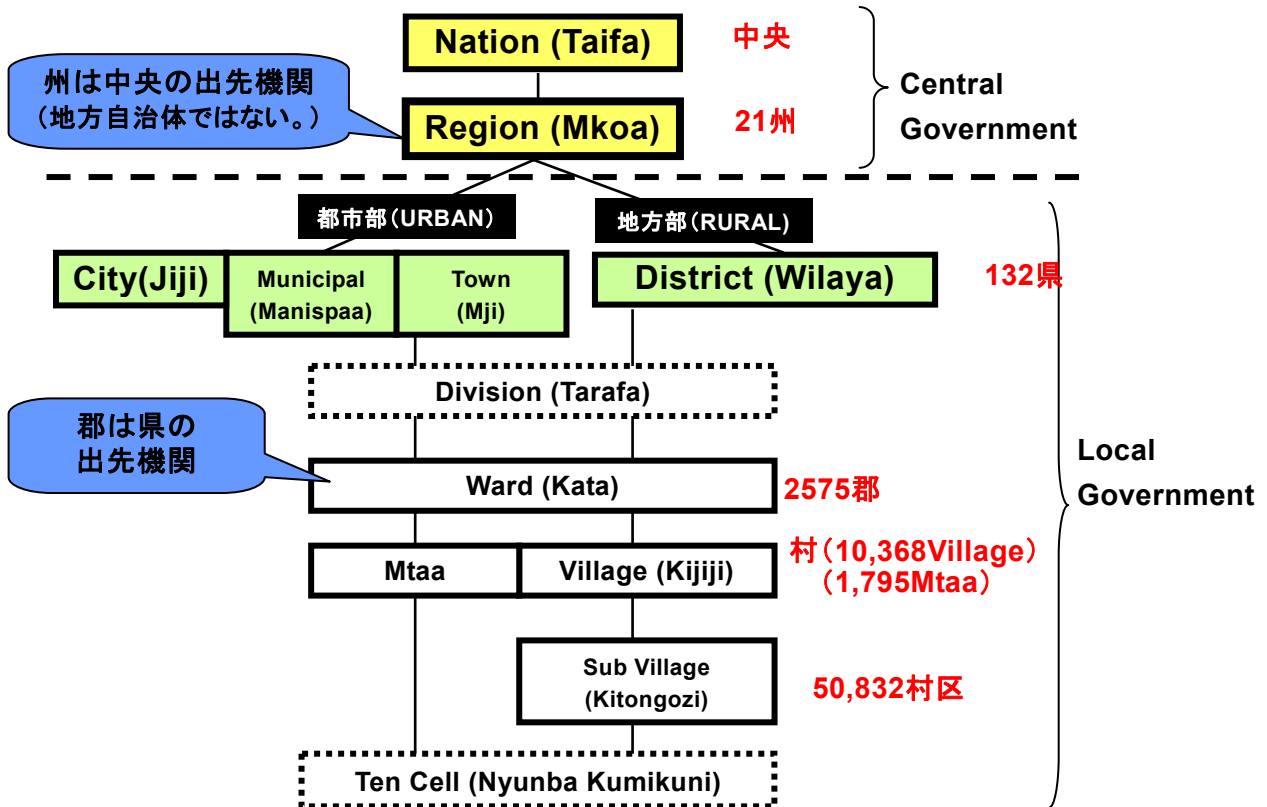 Nation (Taifa)
中央
州は中央の出先機関
（地方自治体ではない。）
Region (Mkoa)
21州
Central
Government
都市部（URBAN）
地方部（RURAL)
City(Jiji)
Municipal
(Manispaa)
Town
(Mji)
District (Wilaya)
132県
Division (Tarafa)
郡は県の
出先機関
Ward (Kata)
2575郡
Local
Government
Mtaa
Village (Kijiji)
村（10,368Village）
（1,795Mtaa）
Sub Village
(Kitongozi)
50,832村区
Ten Cell (Nyunba Kumikuni)